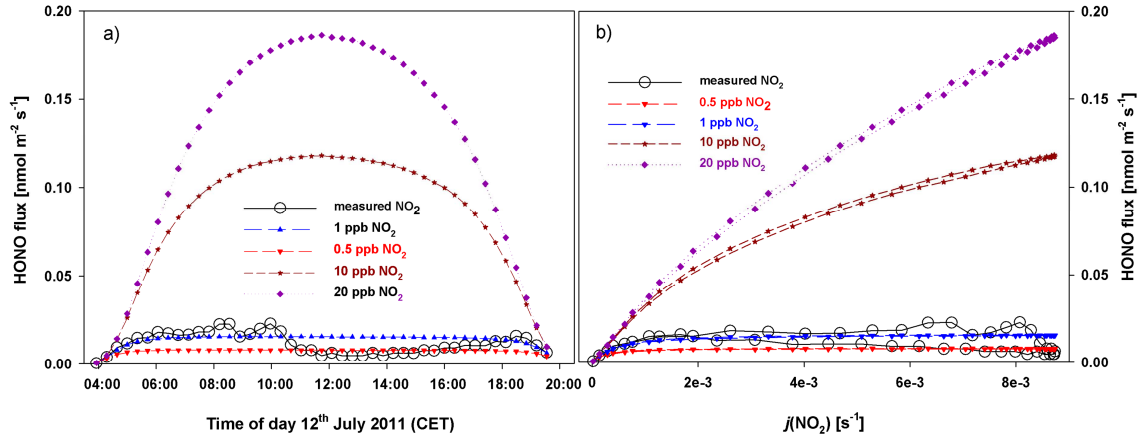 a)
HONO flux [nmol m⁻² s⁻¹]
0.20
0.15
0.10
0.05
0.00
measured NO₂
1 ppb NO₂
0.5 ppb NO₂
10 ppb NO₂
20 ppb NO₂
04:00 06:00 08:00 10:00 12:00 14:00 16:00 18:00 20:00
Time of day 12ᵗʰ July 2011 (CET)
b)
measured NO₂
0.5 ppb NO₂
1 ppb NO₂
10 ppb NO₂
20 ppb NO₂
0.20
0.15
0.10
0.05
0.00
HONO flux [nmol m⁻² s⁻¹]
0 2e-3 4e-3 6e-3 8e-3
j(NO₂) [s⁻¹]